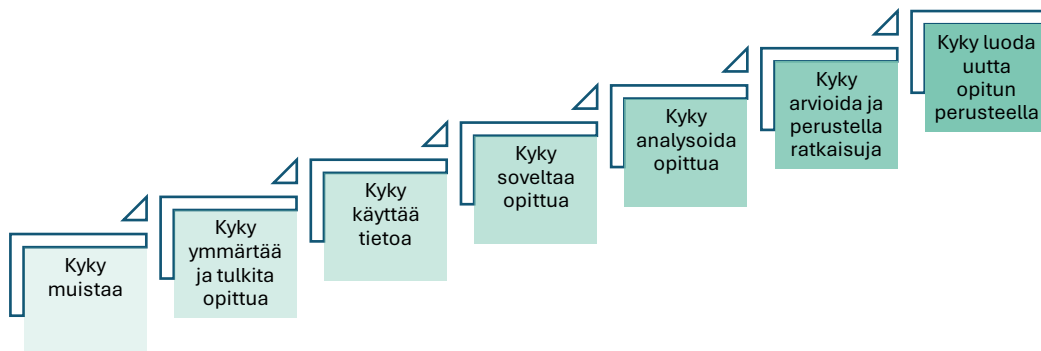 Kyky
muistaa
Kyky
ymmärtää
ja tulkita
opittua
Kyky
käyttää
tietoa
Kyky
soveltaa
opittua
Kyky
analysoida
opittua
Kyky
arvioida ja
perustella
ratkaisuja
Kyky luoda
uutta
opitun
perusteella